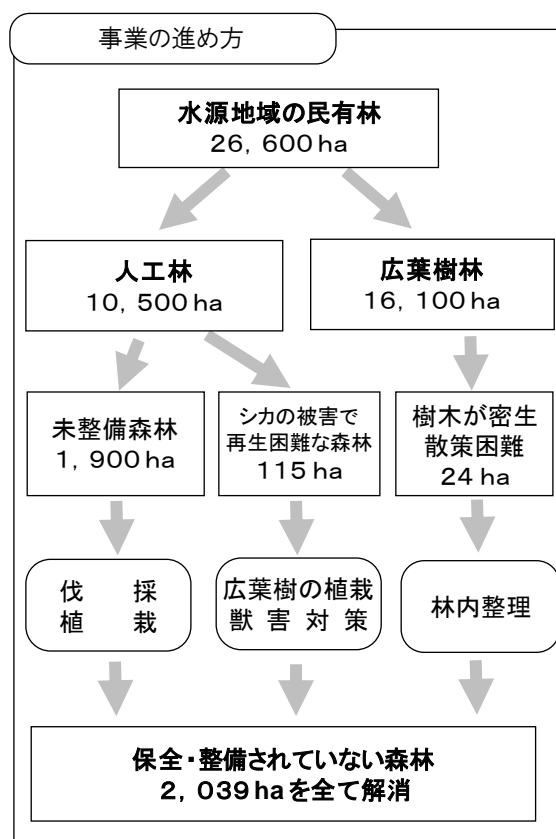 事業の進め方
水源地域の民有林
26,600ha
人工林
10,500ha
広葉樹林
16,100ha
未整備森林
1,900ha
シカの被害で
再生困難な森林
115ha
樹木が密生
散策困難
24ha
伐　採
植　栽
広葉樹の植栽
獣害対策
林内整理
保全・整備されていない森林
2,039haを全て解消